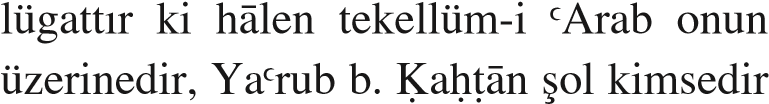 lügattır ki hālen tekellüm-i ʿArab onun
üzerinedir, Yaʿrub b. Ḳaḥṭān şol kimsedir